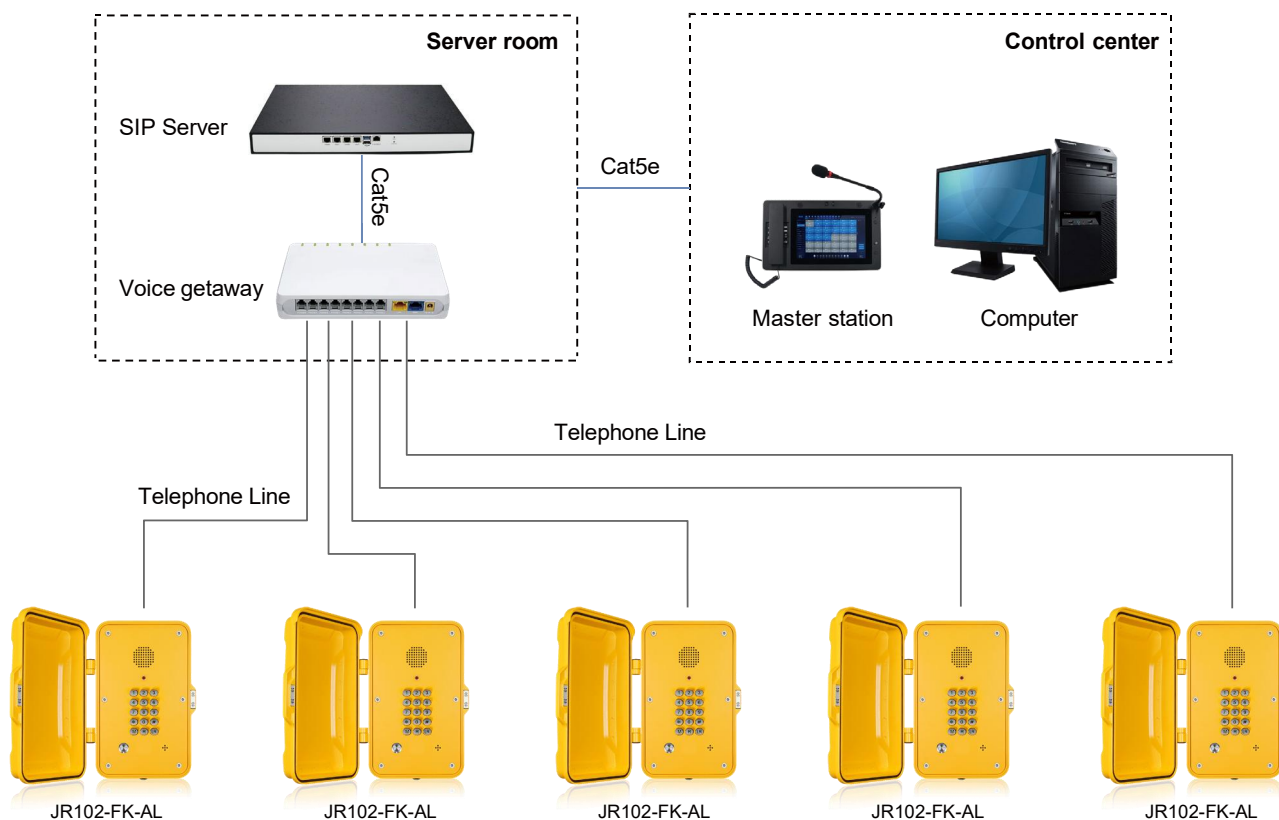 Server room
Control center
SIP Server
Cat5e
Cat5e
Voice getaway
Master station
Computer
Telephone Line
Telephone Line
JR102-FK-AL
JR102-FK-AL
JR102-FK-AL
JR102-FK-AL
JR102-FK-AL